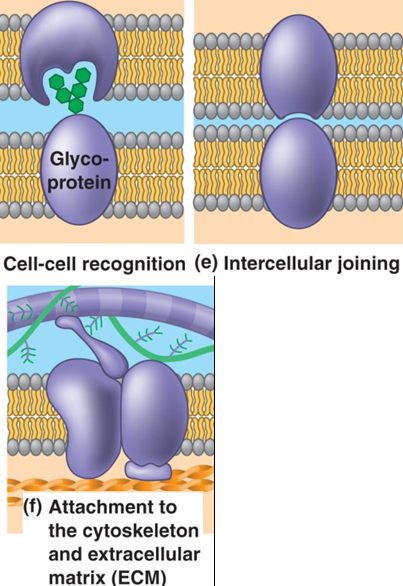 Glyco-
protein
Cell-cell recognition
(e) Intercellular joining
(f) Attachment to
the cytoskeleton
and extracellular
matrix (ECM)